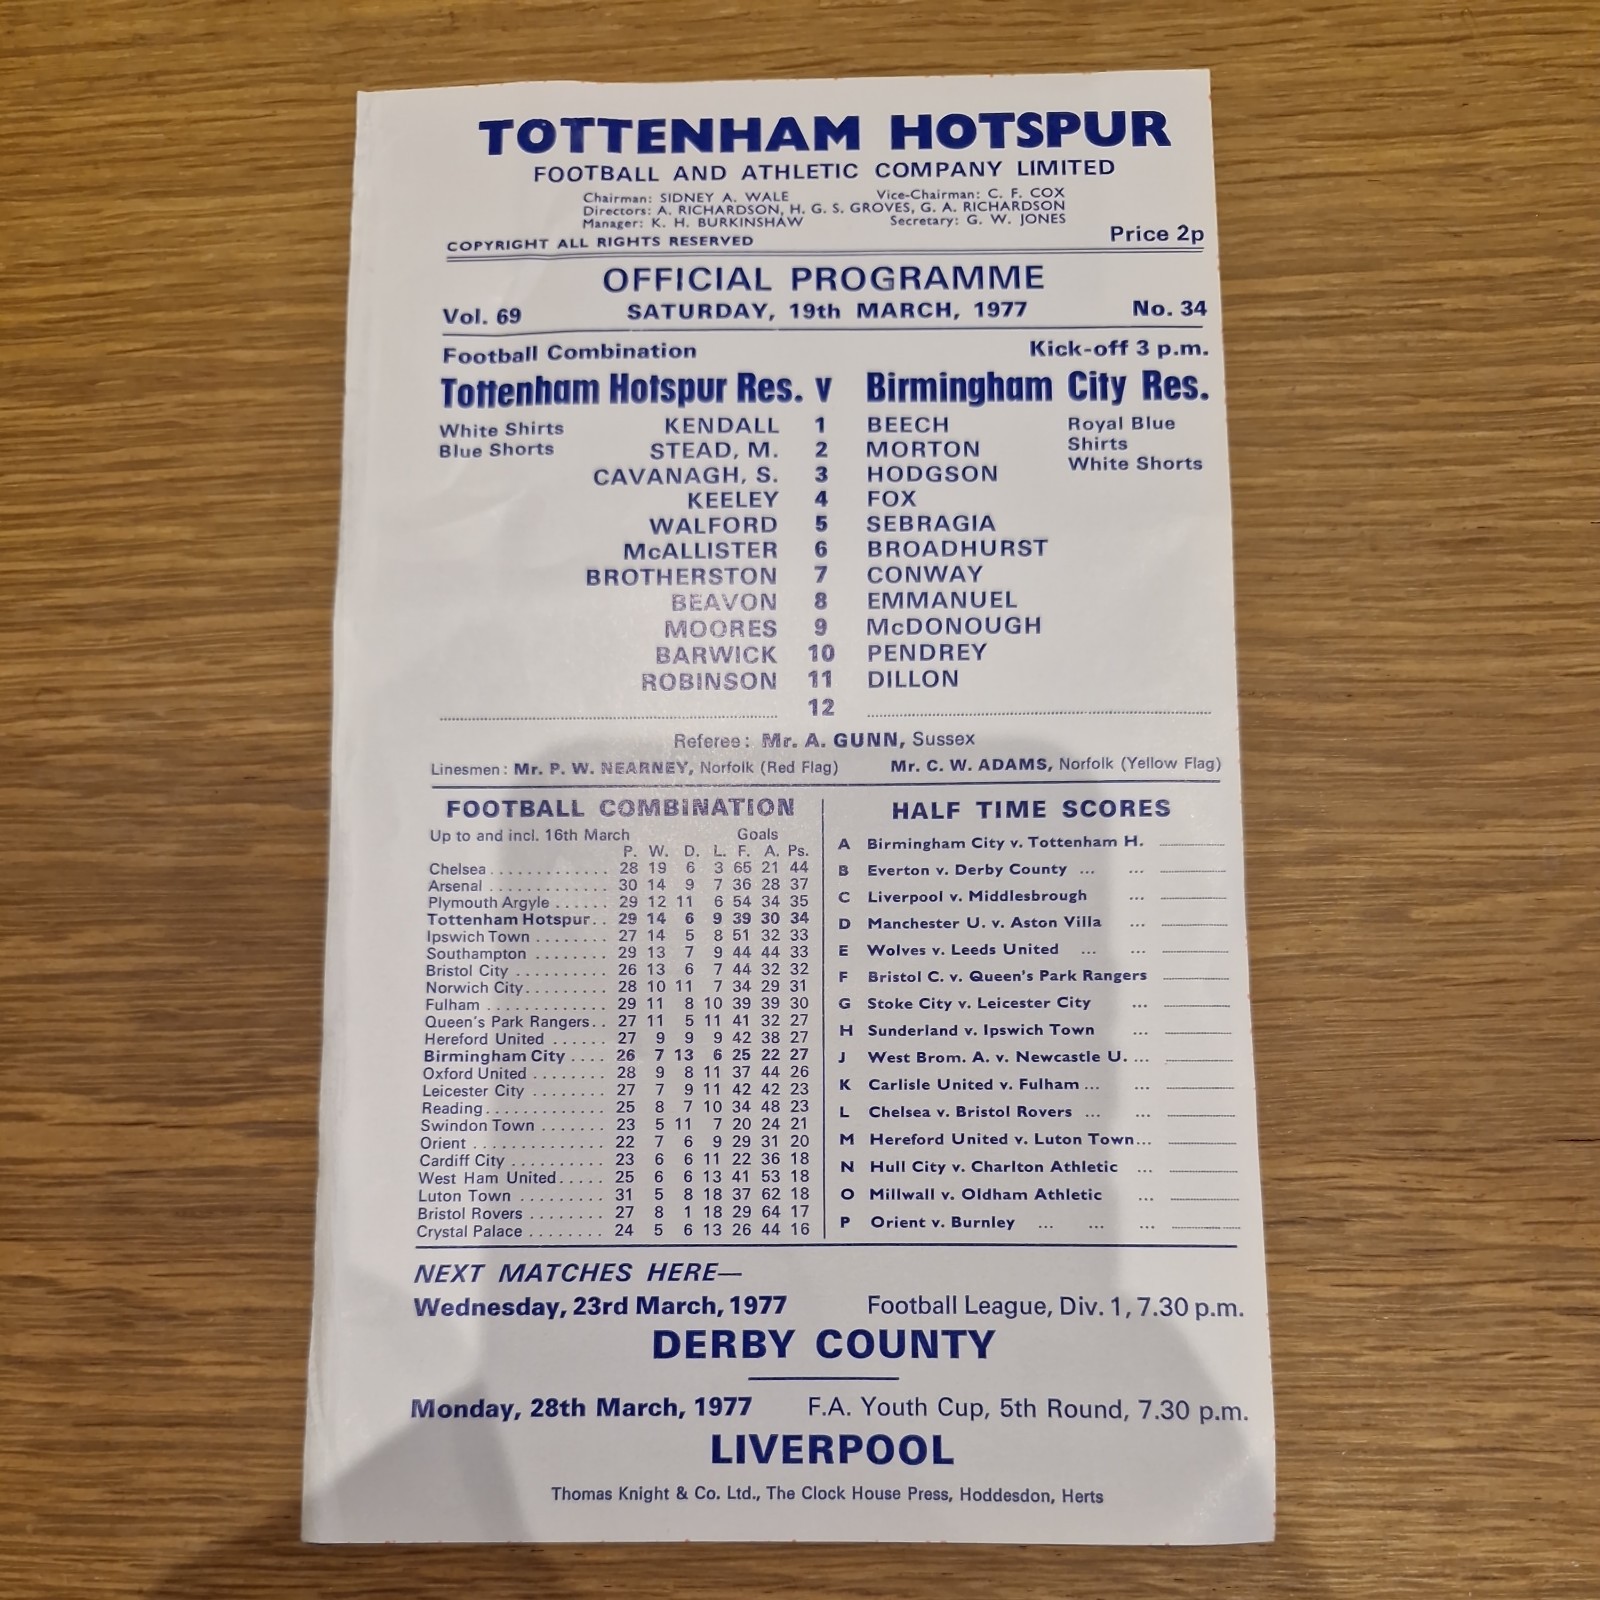 TOTTENHAM HOTSPUR
FOOTBALL AND ATHLETIC COMPANY LIMITED
Chairman: SIDNEY A. WALE Vice-Chairman: C. F. COX
Directors: A. RICHARDSON, H. G. S. GROVES, G. A. RICHARDSON
Manager: K. H. BURKINSHAW Secretary: G. W. JONES
COPYRIGHT ALL RIGHTS RESERVED Price 2p
OFFICIAL PROGRAMME
Vol. 69 SATURDAY, 19th MARCH, 1977 No. 34
Football Combination Kick-off 3 p.m.
Tottenham Hotspur Res. v Birmingham City Res.
White Shirts KENDALL 1 BEECH Royal Blue
Blue Shorts STEAD, M. 2 MORTON Shirts
CAVANAGH, S. 3 HODGSON White Shorts
KEELEY 4 FOX
WALFORD 5 SEBRAGIA
McALLISTER 6 BROADHURST
BROTHERSTON 7 CONWAY
BEAVON 8 EMMANUEL
MOORES 9 McDONOUGH
BARWICK 10 PENDREY
ROBINSON 11 DILLON
12
Referee: Mr. A. GUNN, Sussex
Linesmen: Mr. P. W. NEARNEY, Norfolk (Red Flag) Mr. C. W. ADAMS, Norfolk (Yellow Flag)
FOOTBALL COMBINATION
Up to and incl. 16th March Goals
P. W. D. L. F. A. Ps.
Chelsea............. 28 19 6 3 65 21 44
Arsenal ............. 30 14 9 7 36 28 37
Plymouth Argyle ...... 29 12 11 6 54 34 35
Tottenham Hotspur.. 29 14 6 9 39 30 34
Ipswich Town ........ 27 14 5 8 51 32 33
Southampton ........ 29 13 7 9 44 44 33
Bristol City .......... 26 13 6 7 44 32 32
Norwich City......... 28 10 11 7 34 29 31
Fulham ............. 29 11 8 10 39 39 30
Queen's Park Rangers.. 27 11 5 11 41 32 27
Hereford United ...... 27 9 9 9 42 38 27
Birmingham City .... 26 7 13 6 25 22 27
Oxford United ........ 28 9 8 11 37 44 26
Leicester City ........ 27 7 9 11 42 42 23
Reading............. 25 8 7 10 34 48 23
Swindon Town ....... 23 5 11 7 20 24 21
Orient .............. 22 7 6 9 29 31 20
Cardiff City .......... 23 6 6 11 22 36 18
West Ham United..... 25 6 6 13 41 53 18
Luton Town ......... 31 5 8 18 37 62 18
Bristol Rovers ........ 27 8 1 18 29 64 17
Crystal Palace ........ 24 5 6 13 26 44 16
HALF TIME SCORES
A Birmingham City v. Tottenham H.
B Everton v. Derby County ... ...
C Liverpool v. Middlesbrough ...
D Manchester U. v. Aston Villa ...
E Wolves v. Leeds United ... ...
F Bristol C. v. Queen's Park Rangers
G Stoke City v. Leicester City ...
H Sunderland v. Ipswich Town ...
J West Brom. A. v. Newcastle U. ...
K Carlisle United v. Fulham ... ...
L Chelsea v. Bristol Rovers ... ...
M Hereford United v. Luton Town...
N Hull City v. Charlton Athletic ...
O Millwall v. Oldham Athletic ...
P Orient v. Burnley ... ... ...
NEXT MATCHES HERE—
Wednesday, 23rd March, 1977 Football League, Div. 1, 7.30 p.m.
DERBY COUNTY
Monday, 28th March, 1977 F.A. Youth Cup, 5th Round, 7.30 p.m.
LIVERPOOL
Thomas Knight & Co. Ltd., The Clock House Press, Hoddesdon, Herts